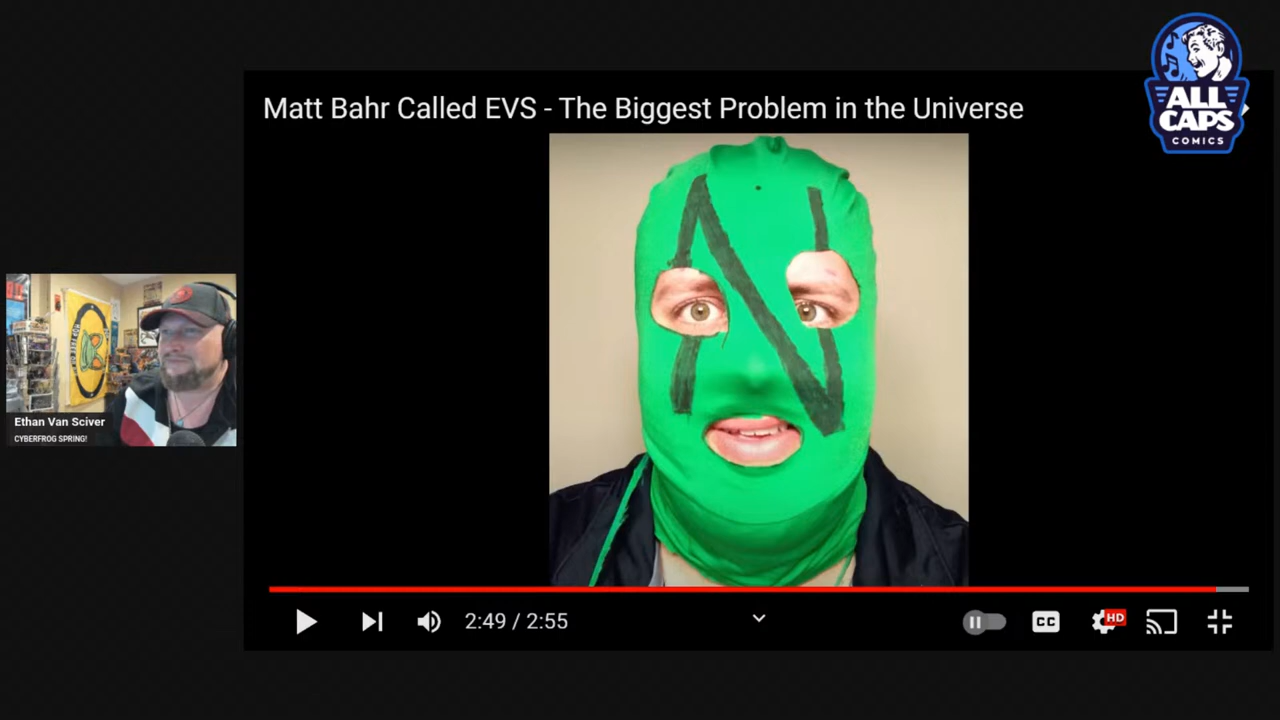 Matt Bahr Called EVS - The Biggest Problem in the Universe
ALL
CAPS
COMICS
N
Ethan Van Sciver
CYBERFROG SPRING!
2:49 / 2:55
CC
HD